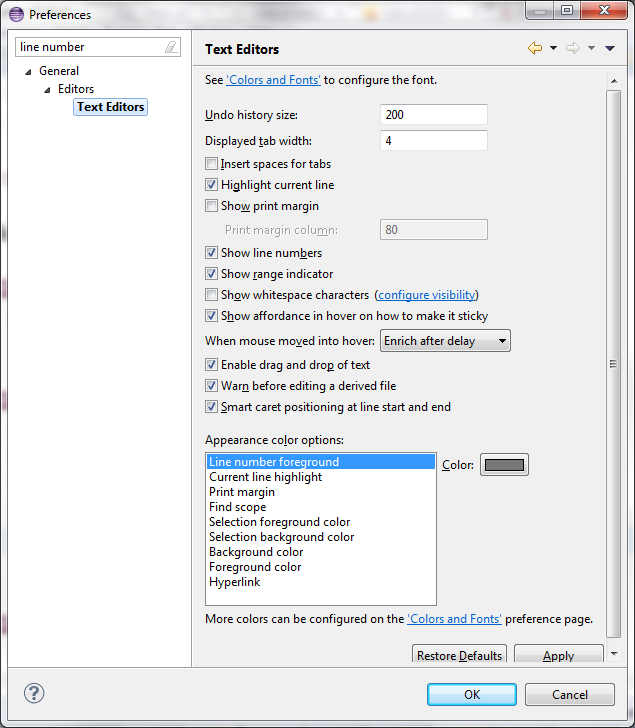 Preferences
line number
General
Editors
Text Editors
Text Editors
See 'Colors and Fonts' to configure the font.
Undo history size: 200
Displayed tab width: 4
Insert spaces for tabs
Highlight current line
Show print margin
Print margin column: 80
Show line numbers
Show range indicator
Show whitespace characters (configure visibility)
Show affordance in hover on how to make it sticky
When mouse moved into hover: Enrich after delay
Enable drag and drop of text
Warn before editing a derived file
Smart caret positioning at line start and end
Appearance color options:
Line number foreground
Color:
Current line highlight
Print margin
Find scope
Selection foreground color
Selection background color
Background color
Foreground color
Hyperlink
More colors can be configured on the 'Colors and Fonts' preference page.
Restore Defaults Apply
? OK Cancel